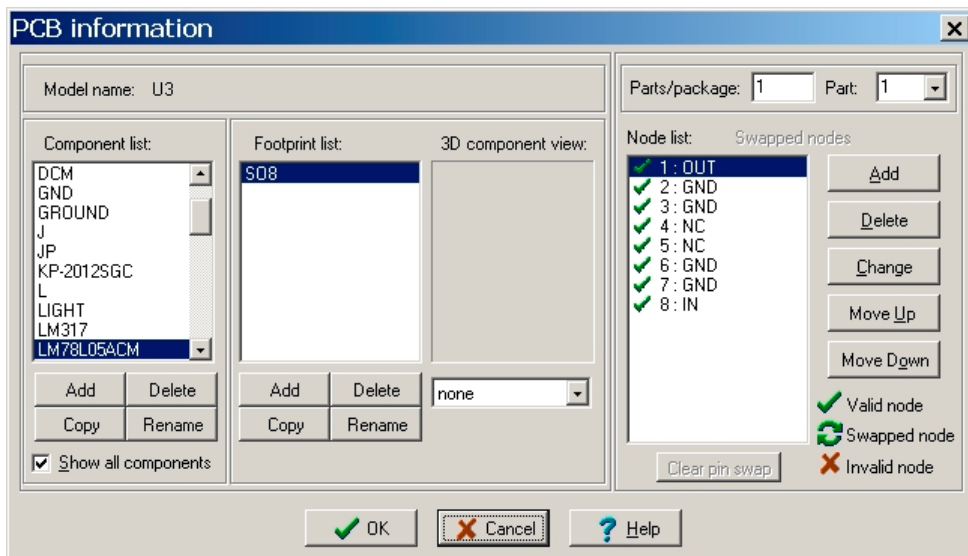 PCB information
Model name: U3
Parts/package: 1 Part: 1
Component list:
DCM
GND
GROUND
J
JP
KP-2012SGC
L
LIGHT
LM317
LM78L05ACM
Add Delete
Copy Rename
Show all components
Footprint list:
SO8
Add Delete
Copy Rename
3D component view:
none
Node list: Swapped nodes
1 : OUT
2 : GND
3 : GND
4 : NC
5 : NC
6 : GND
7 : GND
8 : IN
Add
Delete
Change
Move Up
Move Down
Valid node
Swapped node
Invalid node
Clear pin swap
OK Cancel Help